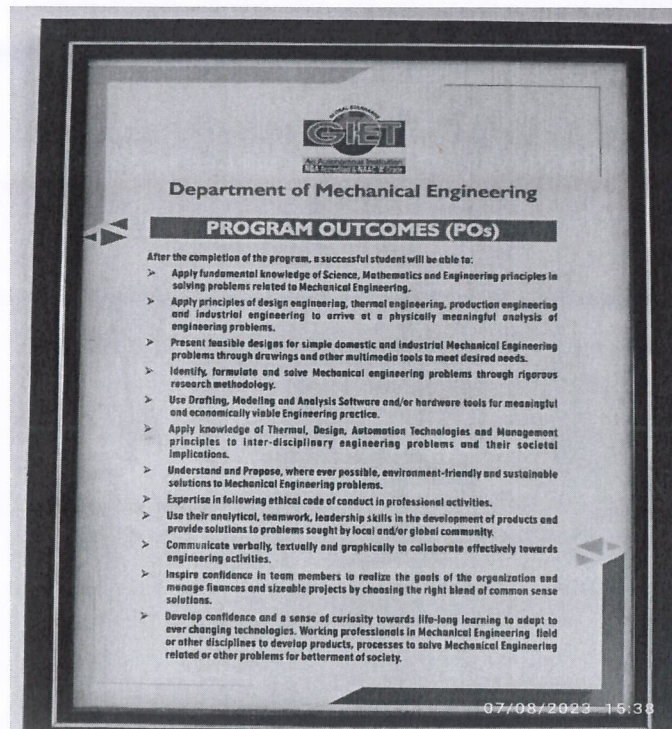 GLOBAL EDUCATION
GIET
An Autonomous Institution
NBA Accredited & NAAC 'A' Grade
Department of Mechanical Engineering
PROGRAM OUTCOMES (POs)
After the completion of the program, a successful student will be able to:
➢ Apply fundamental knowledge of Science, Mathematics and Engineering principles in
solving problems related to Mechanical Engineering.
➢ Apply principles of design engineering, thermal engineering, production engineering
and industrial engineering to arrive at a physically meaningful analysis of
engineering problems.
➢ Present feasible designs for simple domestic and industrial Mechanical Engineering
problems through drawings and other multimedia tools to meet desired needs.
➢ Identify, formulate and solve Mechanical engineering problems through rigorous
research methodology.
➢ Use Drafting, Modeling and Analysis Software and/or hardware tools for meaningful
and economically viable Engineering practice.
➢ Apply knowledge of Thermal, Design, Automation Technologies and Management
principles to inter-disciplinary engineering problems and their societal
implications.
➢ Understand and Propose, where ever possible, environment-friendly and sustainable
solutions to Mechanical Engineering problems.
➢ Expertise in following ethical code of conduct in professional activities.
➢ Use their analytical, teamwork, leadership skills in the development of products and
provide solutions to problems sought by local and/or global community.
➢ Communicate verbally, textually and graphically to collaborate effectively towards
engineering activities.
➢ Inspire confidence in team members to realize the goals of the organization and
manage finances and sizeable projects by choosing the right blend of common sense
solutions.
➢ Develop confidence and a sense of curiosity towards life-long learning to adapt to
ever changing technologies. Working professionals in Mechanical Engineering field
or other disciplines to develop products, processes to solve Mechanical Engineering
related or other problems for betterment of society.
07/08/2023 15:38